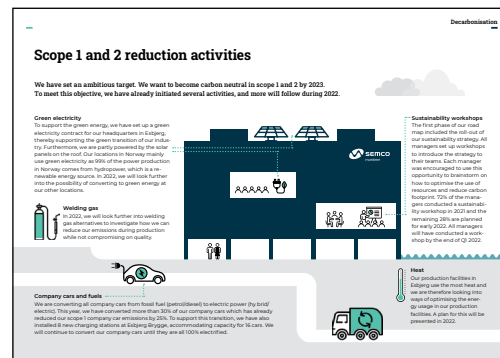 Decarbonisation
Scope 1 and 2 reduction activities
We have set an ambitious target. We want to become carbon neutral in scope 1 and 2 by 2023.
To meet this objective, we have already initiated several activities, and more will follow during 2022.
Green electricity
To support the green energy, we have set up a green
electricity contract for our headquarters in Esbjerg,
thereby supporting the green transition of our indus-
try. Furthermore, we are partly powered by the solar
panels on the roof. Our locations in Norway mainly
use green electricity as 99% of the power production
in Norway comes from hydropower, which is a re-
newable energy source. In 2022, we will look further
into the possibility of converting to green energy at
our other locations.
Welding gas
In 2022, we will look further into welding
gas alternatives to investigate how we can
reduce our emissions during production
while not compromising on quality.
Company cars and fuels
We are converting all company cars from fossil fuel (petrol/diesel) to electric power (hy brid/
electric). This year, we have converted more than 30% of our company cars which has already
reduced our scope 1 company car emissions by 25%. To support this transition, we have also
installed 8 new charging stations at Esbjerg Brygge, accommodating capacity for 16 cars. We
will continue to convert our company cars until they are all 100% electrified.
semco
maritime
Sustainability workshops
The first phase of our road
map included the roll-out of
our sustainability strategy. All
managers set up workshops
to introduce the strategy to
their teams. Each manager
was encouraged to use this
opportunity to brainstorm on
how to optimise the use of
resources and reduce carbon
footprint. 72% of the mana-
gers conducted a sustainabi-
lity workshop in 2021 and the
remaining 28% are planned
for early 2022. All managers
will have conducted a work-
shop by the end of Q1 2022.
Heat
Our production facilities in
Esbjerg use the most heat and
we are therefore looking into
ways of optimising the ener-
gy usage in our production
facilities. A plan for this will be
presented in 2022.